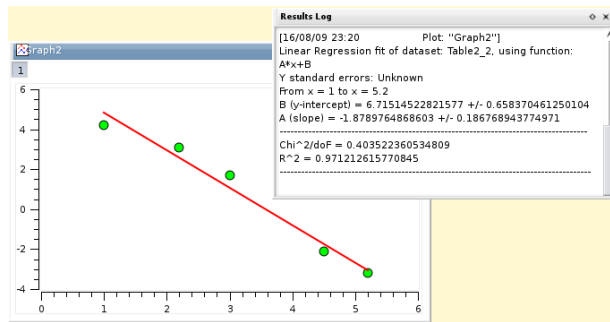 Results Log
[16/08/09 23:20 Plot: "Graph2"]
Linear Regression fit of dataset: Table2_2, using function:
A*x+B
Y standard errors: Unknown
From x = 1 to x = 5.2
B (y-intercept) = 6.71514522821577 +/- 0.658370461250104
A (slope) = -1.8789764868603 +/- 0.186768943774971
--------------------------------------------------------------------------------------
Chi^2/doF = 0.403522360534809
R^2 = 0.971212615770845
---------------------------------------------------------------------------------------
Graph2
1
6
4
2
0
-2
-4
0 1 2 3 4 5 6